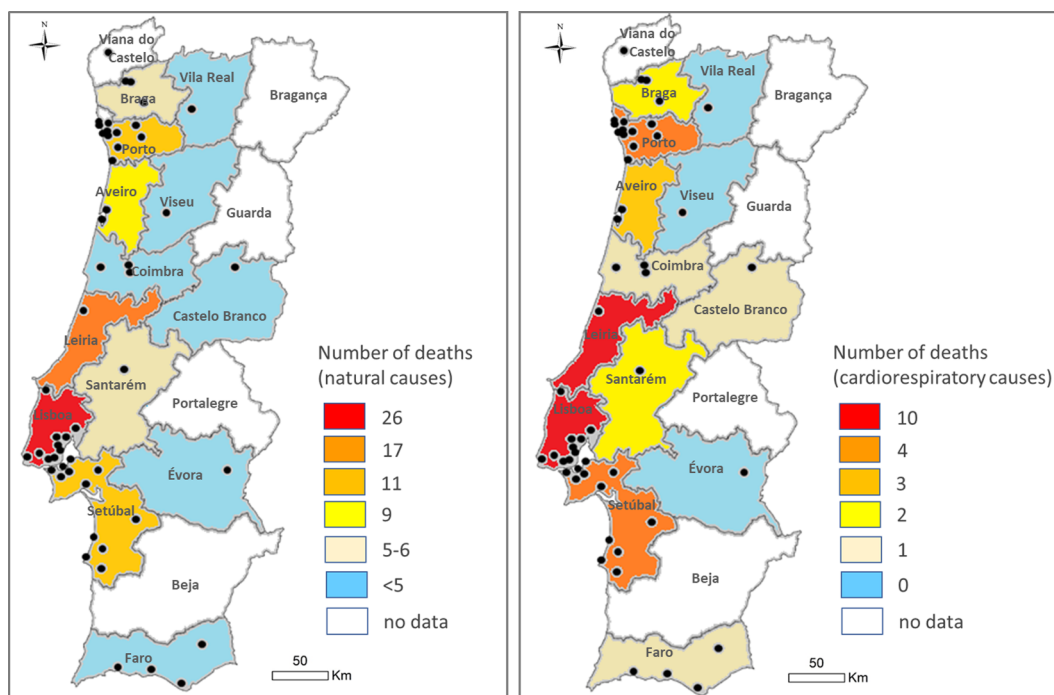 N
Viana do
Castelo
Vila Real
Bragança
Braga
Porto
Aveiro
Viseu
Guarda
Coimbra
Castelo Branco
Leiria
Santarém
Portalegre
Lisboa
Évora
Setúbal
Beja
Faro
Number of deaths
(natural causes)
26
17
11
9
5-6
<5
no data
50
Km
N
Viana do
Castelo
Vila Real
Bragança
Braga
Porto
Aveiro
Viseu
Guarda
Coimbra
Castelo Branco
Leiria
Santarém
Portalegre
Lisboa
Évora
Setúbal
Beja
Faro
Number of deaths
(cardiorespiratory causes)
10
4
3
2
1
0
no data
50
Km